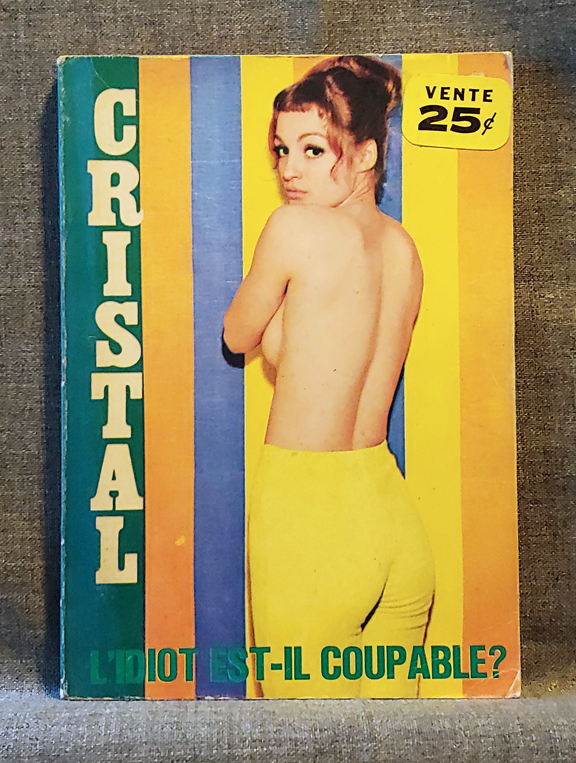 CRISTAL
VENTE
25¢
L'IDIOT EST-IL COUPABLE?